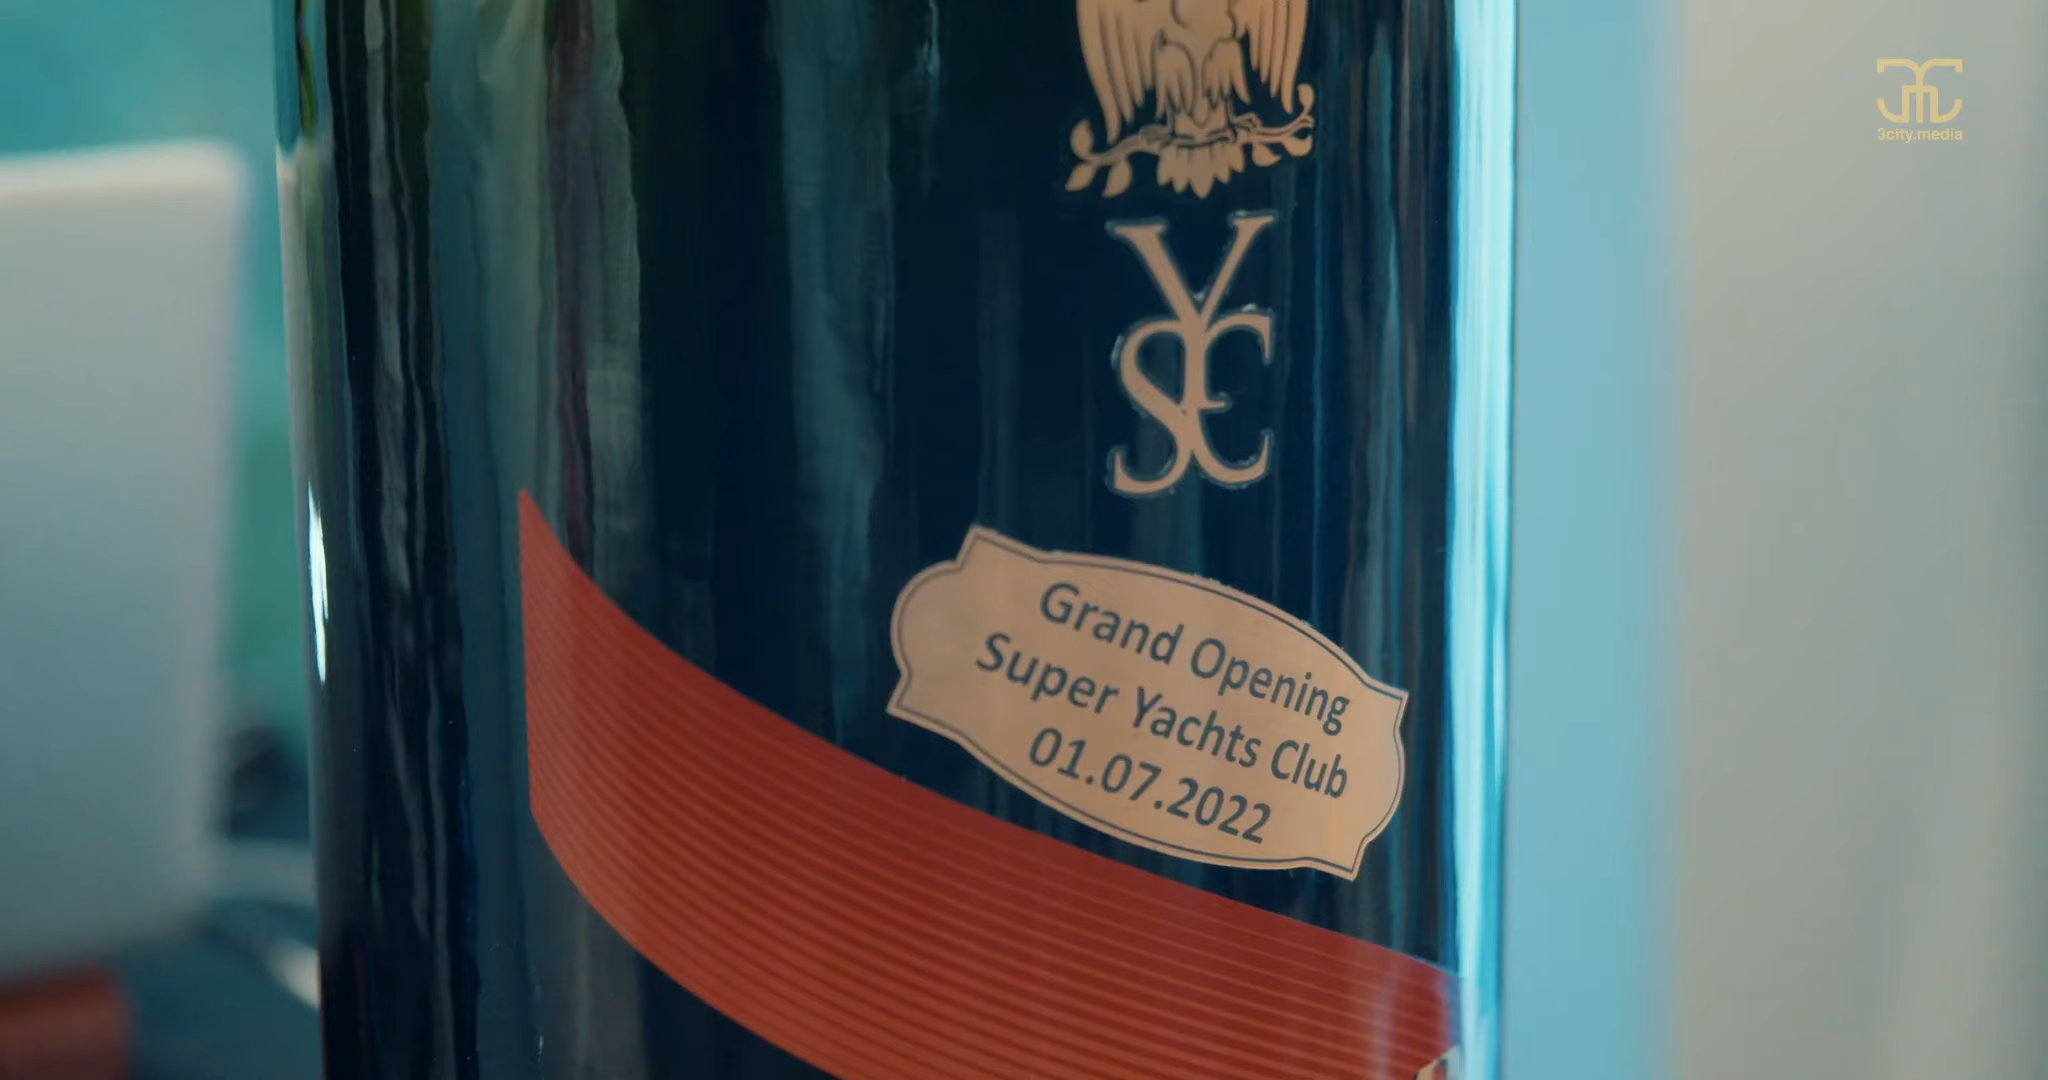 3city.media
YSC
Grand Opening
Super Yachts Club
01.07.2022